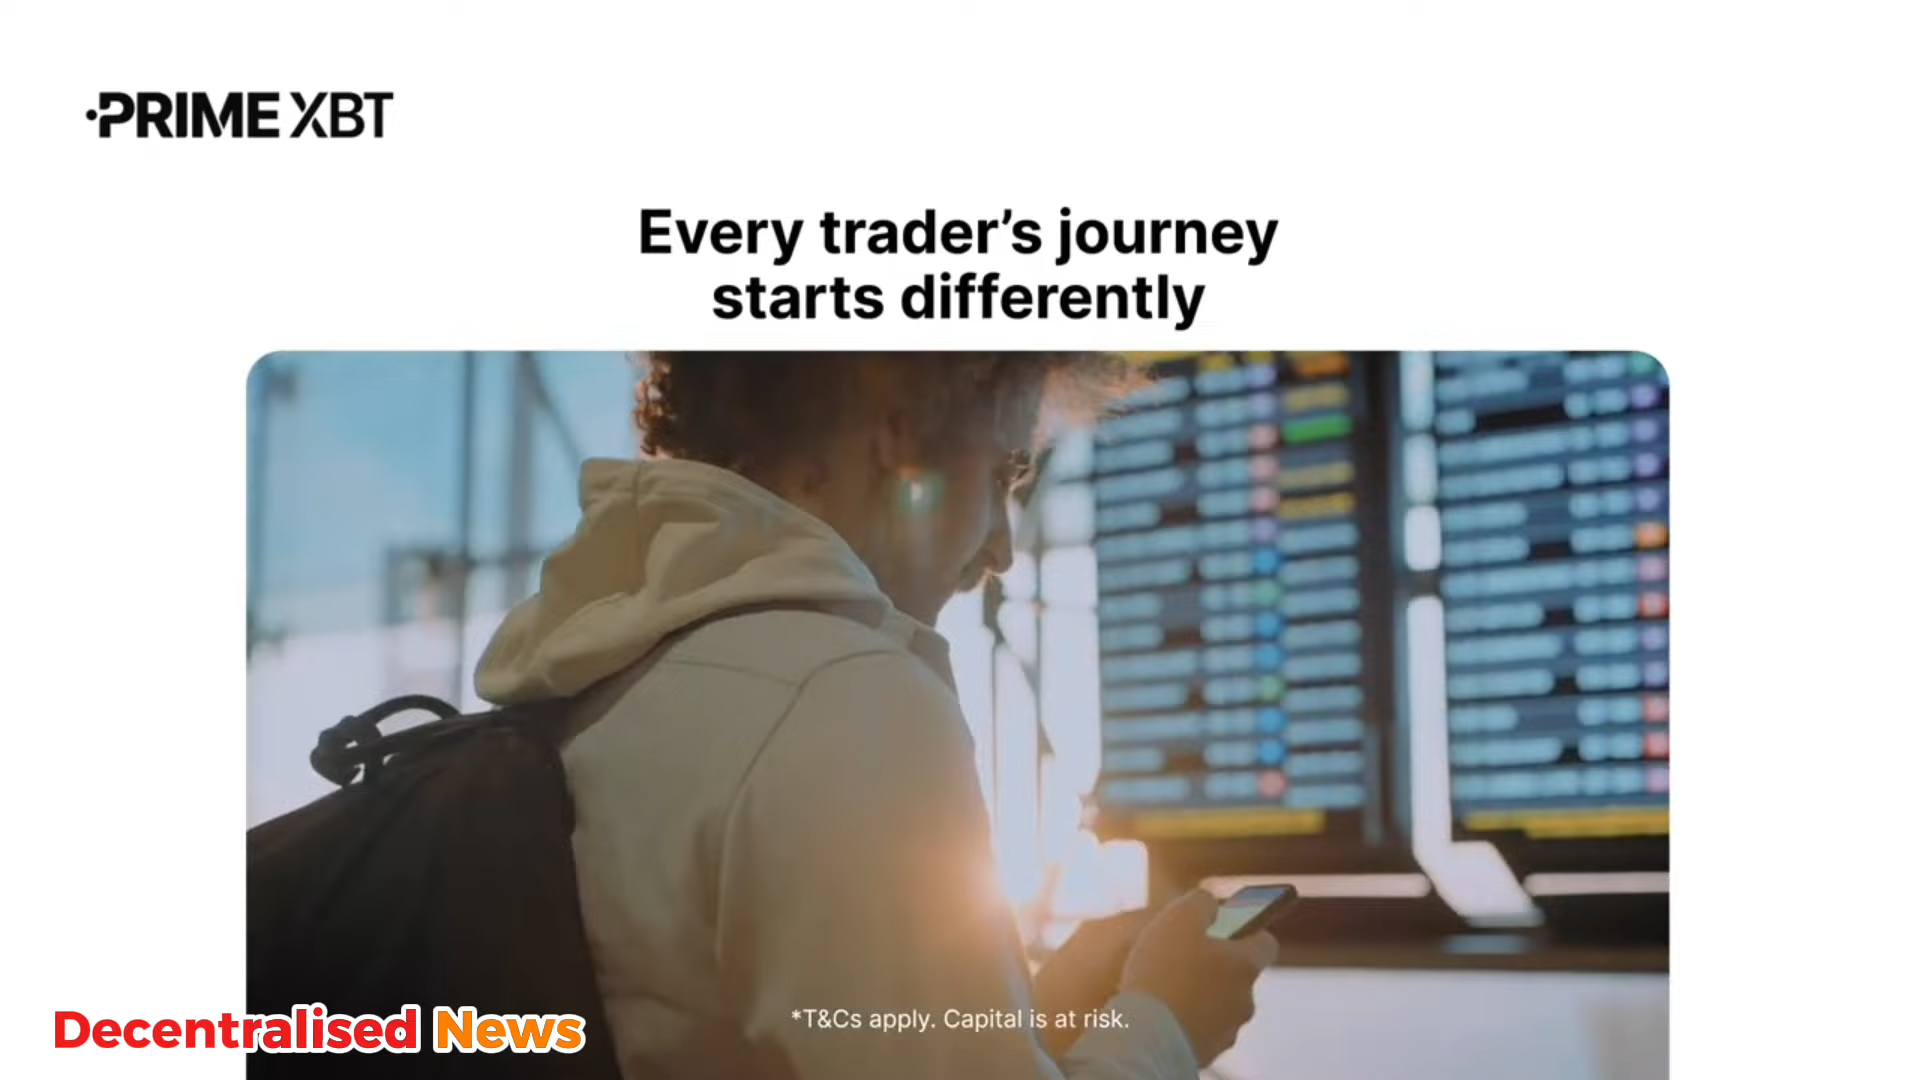 PRIME XBT
Every trader’s journey
starts differently
*T&Cs apply. Capital is at risk.
Decentralised News